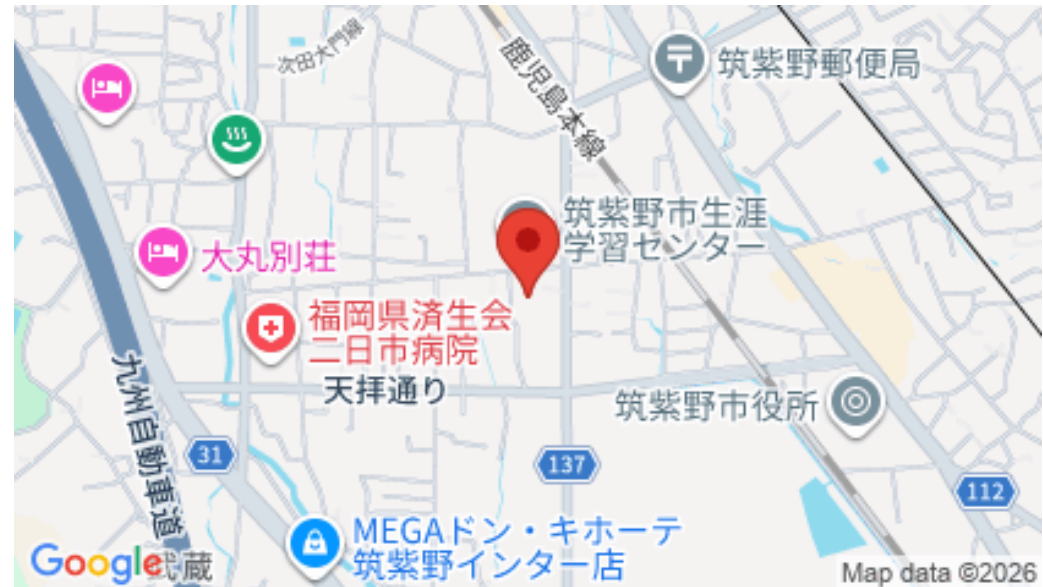 次田大門線
鹿児島本線
筑紫野郵便局
筑紫野市生涯
学習センター
大丸別荘
福岡県済生会
二日市病院
天拝通り
筑紫野市役所
九州自動車道
31
137
112
MEGAドン・キホーテ
筑紫野インター店
武蔵
Google
Map data ©2026